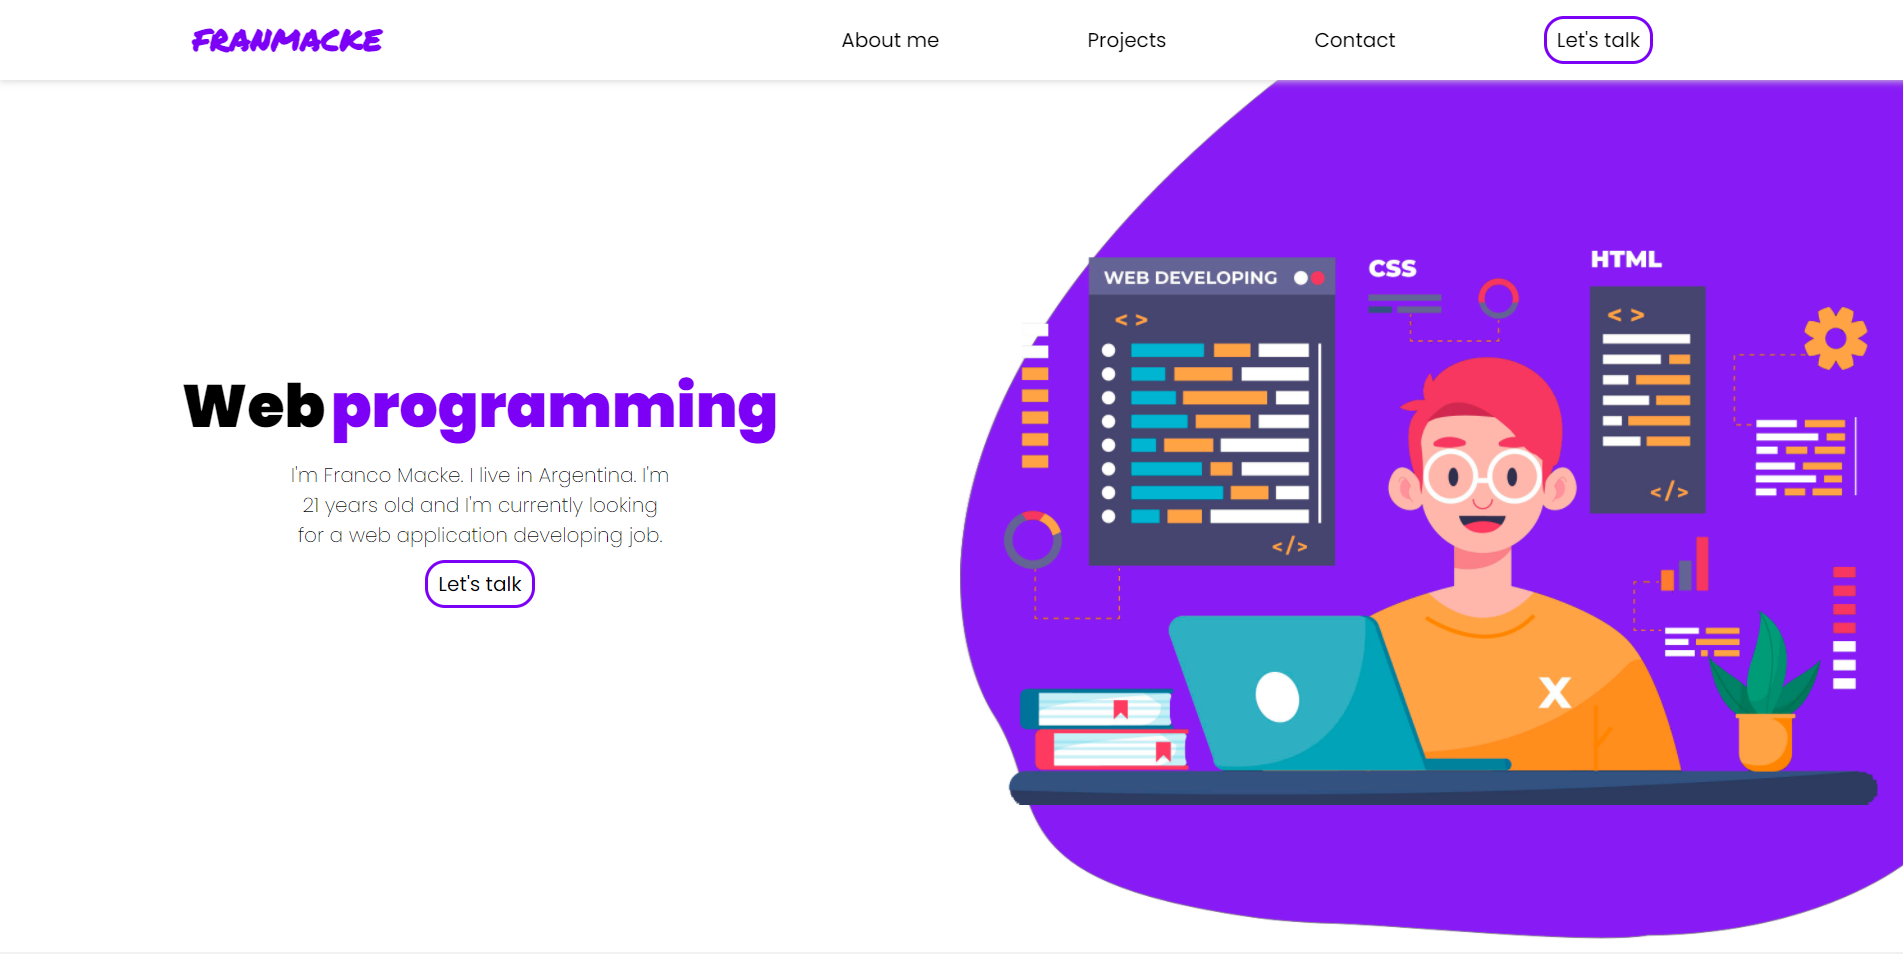 FRANMACKE
About me
Projects
Contact
Let's talk
Web programming
I'm Franco Macke. I live in Argentina. I'm
21 years old and I'm currently looking
for a web application developing job.
Let's talk
WEB DEVELOPING
< >
</>
CSS
HTML
< >
</>
X